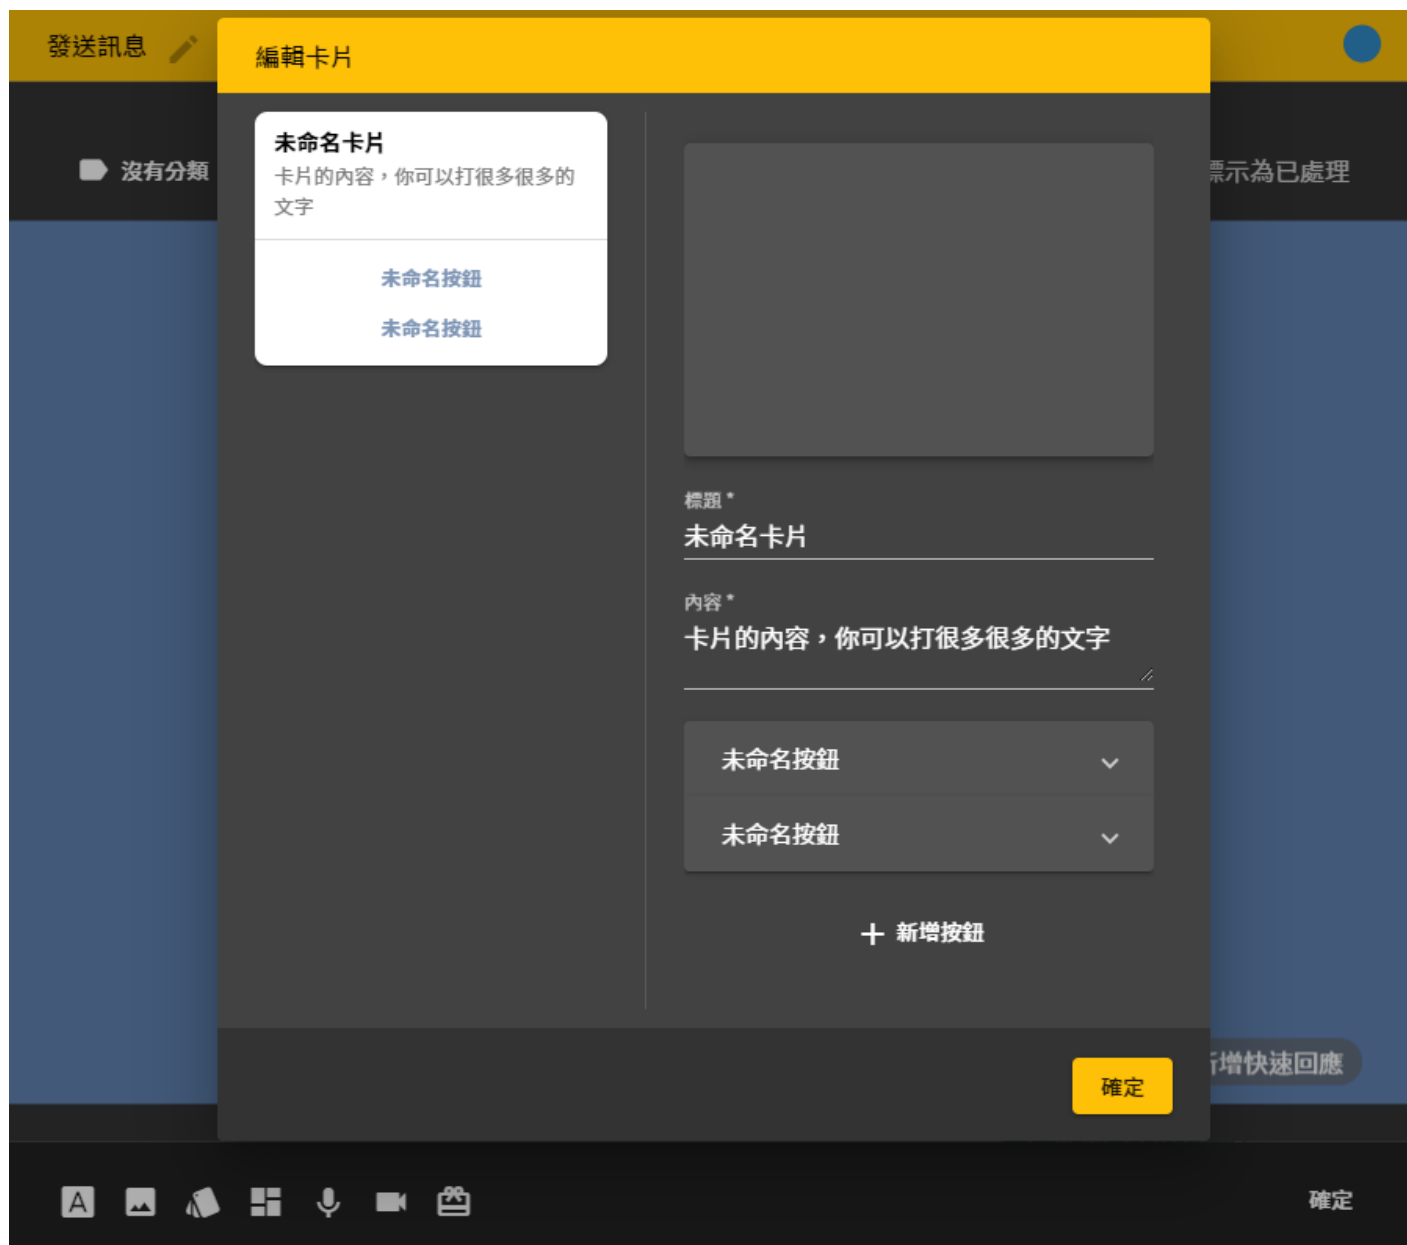 發送訊息
編輯卡片
沒有分類
標示為已處理
未命名卡片
卡片的內容，你可以打很多很多的
文字
未命名按鈕
未命名按鈕
標題 *
未命名卡片
內容 *
卡片的內容，你可以打很多很多的文字
未命名按鈕
未命名按鈕
新增按鈕
新增快速回應
確定
A
確定